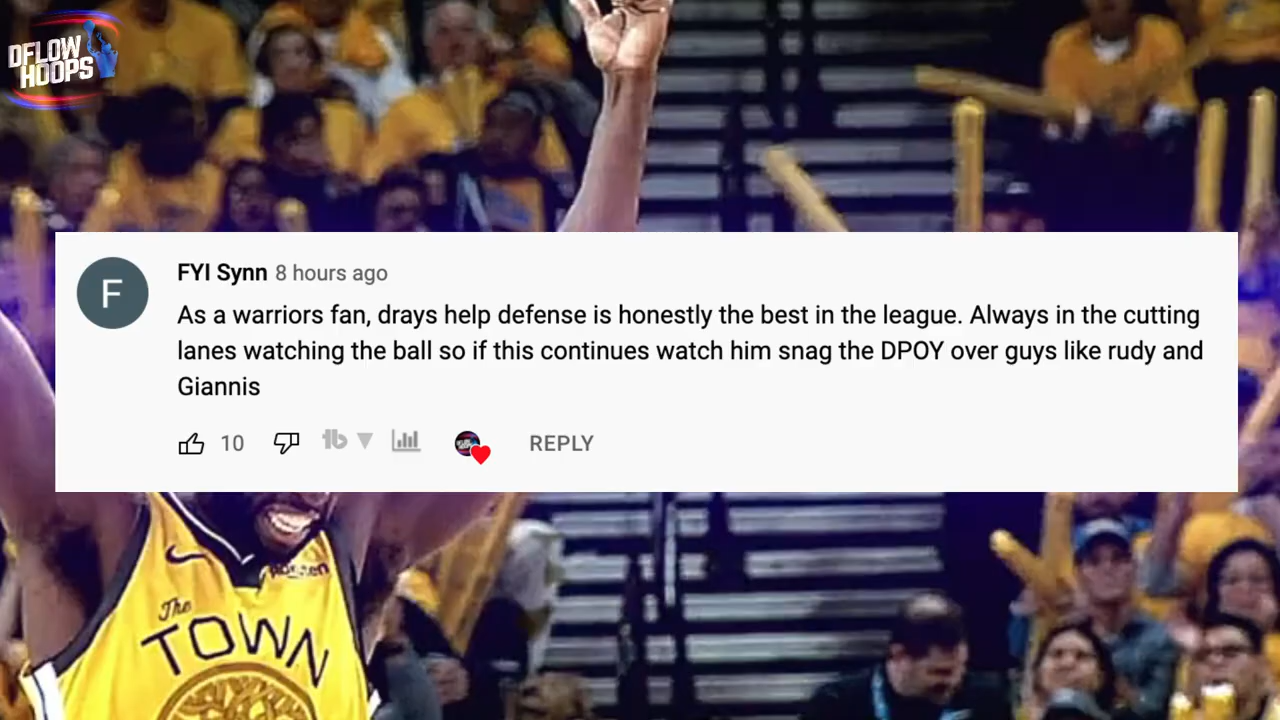 DFLOW
HOOPS
FYI Synn 8 hours ago
As a warriors fan, drays help defense is honestly the best in the league. Always in the cutting
lanes watching the ball so if this continues watch him snag the DPOY over guys like rudy and
Giannis
10
REPLY
Rakuten
The
TOWN